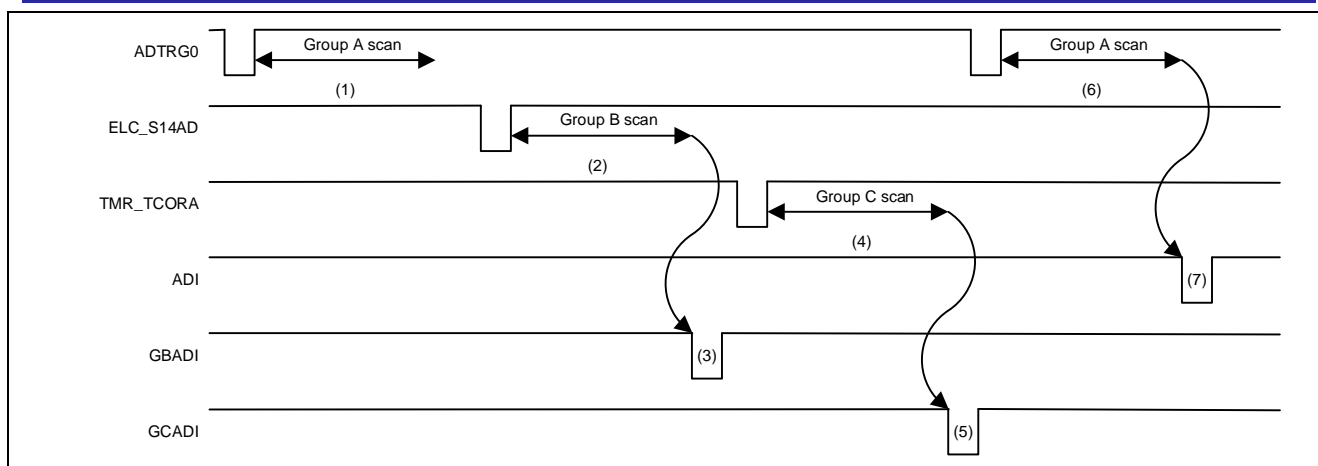 ADTRG0
Group A scan
Group A scan
(1)
(6)
ELC_S14AD
Group B scan
(2)
TMR_TCORA
Group C scan
(4)
ADI
(7)
GBADI
(3)
GCADI
(5)